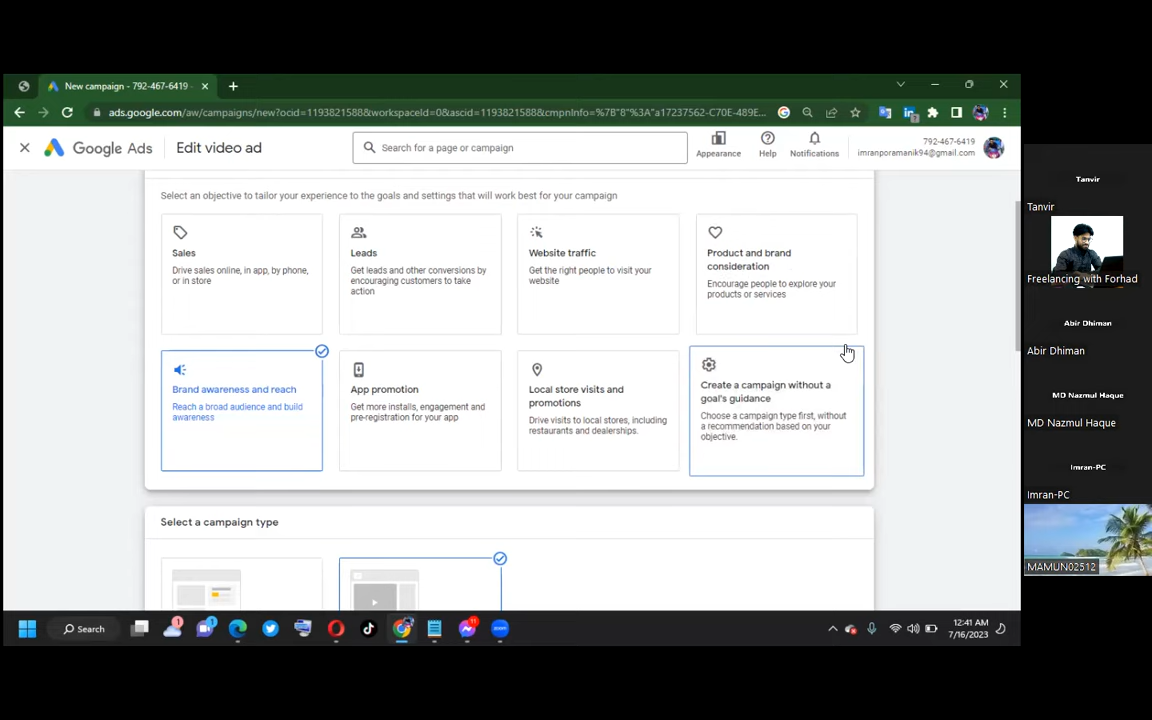 New campaign - 792-467-6419 -
ads.google.com/aw/campaigns/new?ocid=1193821588&workspaceId=0&ascid=1193821588&cmpnInfo=%7B"8"%3A"a17237562-C70E-489E...
Google Ads
Edit video ad
Search for a page or campaign
Appearance
Help
Notifications
792-467-6419
imranporamanik94@gmail.com
Select an objective to tailor your experience to the goals and settings that will work best for your campaign
Sales
Drive sales online, in app, by phone,
or in store
Leads
Get leads and other conversions by
encouraging customers to take
action
Website traffic
Get the right people to visit your
website
Product and brand
consideration
Encourage people to explore your
products or services
Brand awareness and reach
Reach a broad audience and build
awareness
App promotion
Get more installs, engagement and
pre-registration for your app
Local store visits and
promotions
Drive visits to local stores, including
restaurants and dealerships.
Create a campaign without a
goal's guidance
Choose a campaign type first, without
a recommendation based on your
objective.
Select a campaign type
Search
1
1
11
12:41 AM
7/16/2023
Tanvir
Tanvir
Freelancing with Forhad
Abir Dhiman
Abir Dhiman
MD Nazmul Haque
MD Nazmul Haque
Imran-PC
Imran-PC
MAMUN02512